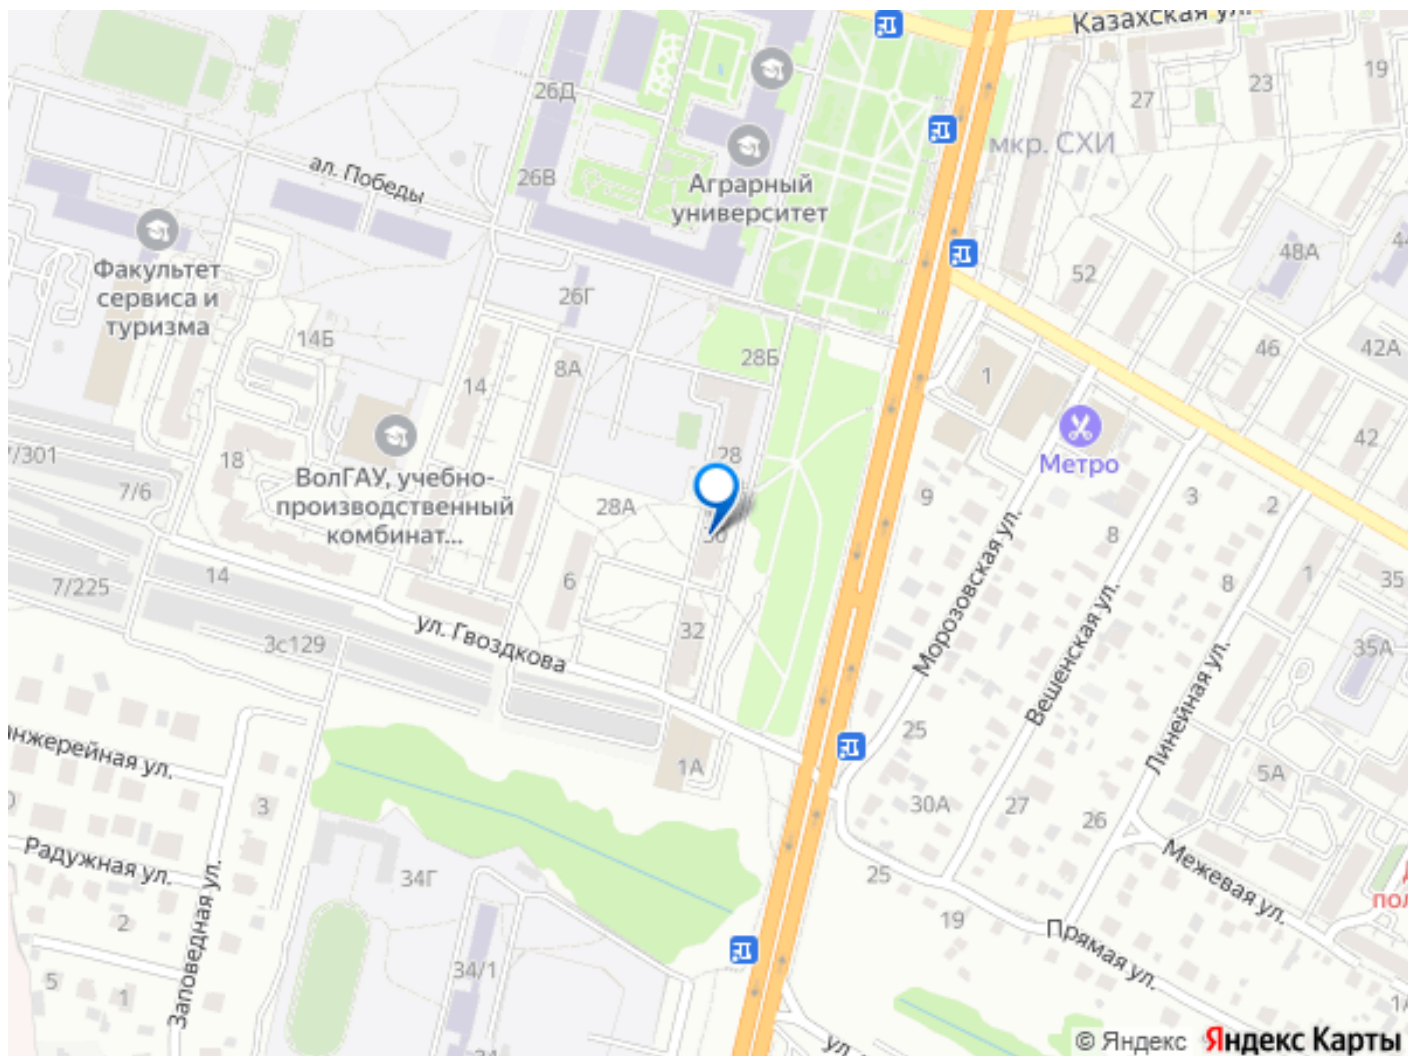 Казахская ул.
19
23
27
26Д
мкр. СХИ
ал. Победы
26В
Аграрный
университет
48А
52
Факультет
сервиса и
туризма
26Г
14Б
28Б
46
42А
14
8А
1
42
28
Метро
18
7/6
ВолГАУ, учебно-
производственный
комбинат...
28А
9
3
2
8
14
7/225
6
8
1
35
ул. Гвоздкова
32
3с129
Морозовская ул.
Вешенская ул.
Линейная ул.
35А
25
1А
5А
3
30А
27
26
Радужная ул.
34Г
25
Межевая ул.
19
2
Прямая ул.
Заповедная ул.
34/1
5
1
34
ул.
© Яндекс
Яндекс Карты